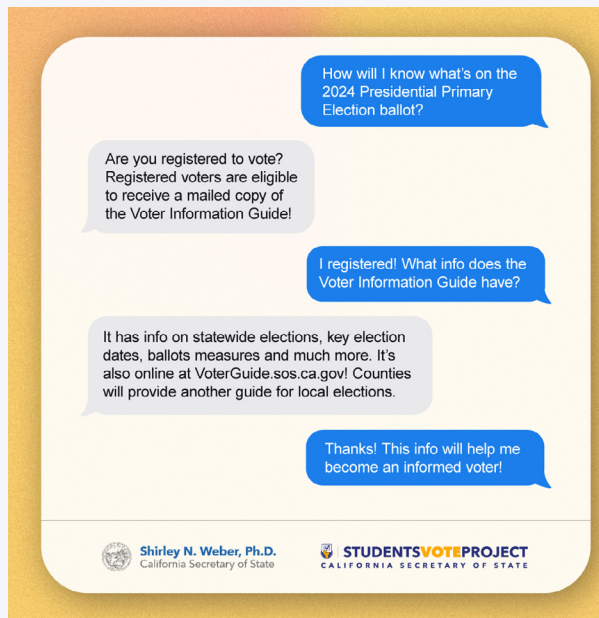 How will I know what's on the
2024 Presidential Primary
Election ballot?
Are you registered to vote?
Registered voters are eligible
to receive a mailed copy of
the Voter Information Guide!
I registered! What info does the
Voter Information Guide have?
It has info on statewide elections, key election
dates, ballots measures and much more. It's
also online at VoterGuide.sos.ca.gov! Counties
will provide another guide for local elections.
Thanks! This info will help me
become an informed voter!
Shirley N. Weber, Ph.D.
California Secretary of State
STUDENTSVOTEPROJECT
CALIFORNIA SECRETARY OF STATE